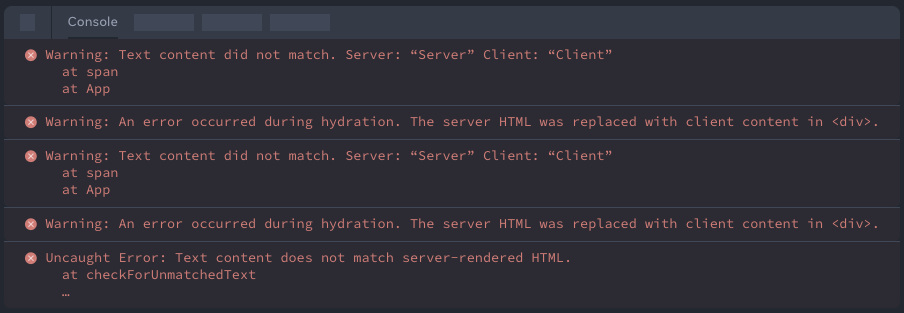 Console
Warning: Text content did not match. Server: “Server” Client: “Client”
at span
at App
Warning: An error occurred during hydration. The server HTML was replaced with client content in <div>.
Warning: Text content did not match. Server: “Server” Client: “Client”
at span
at App
Warning: An error occurred during hydration. The server HTML was replaced with client content in <div>.
Uncaught Error: Text content does not match server-rendered HTML.
at checkForUnmatchedText
…